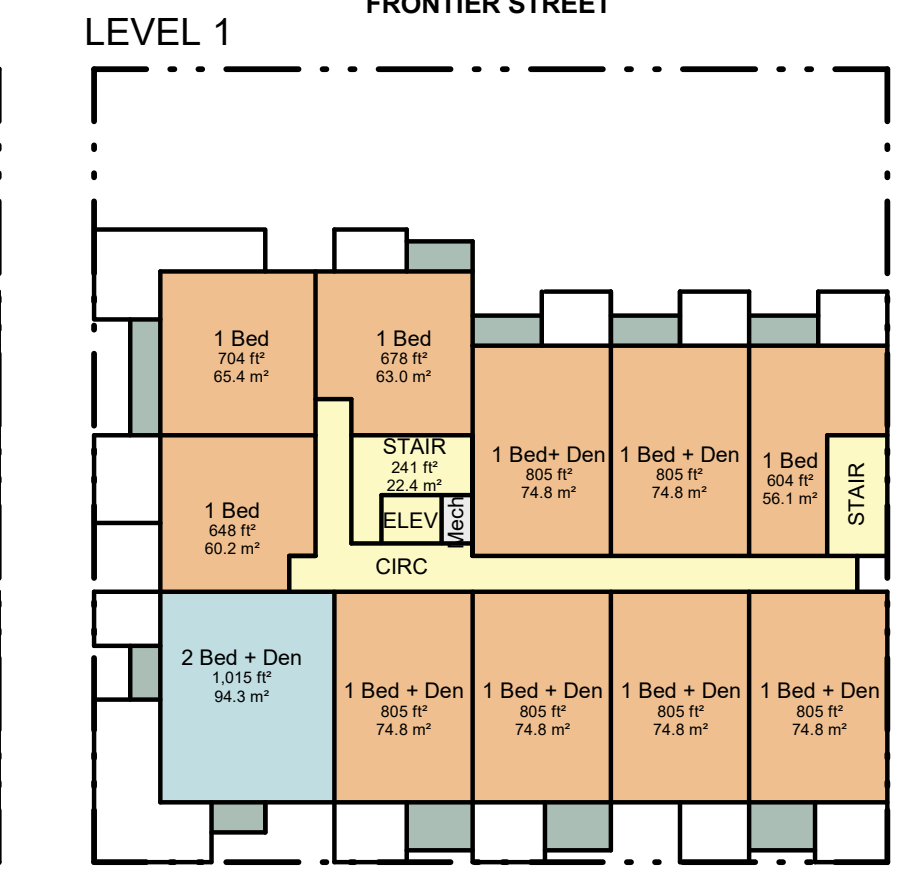 FRONTIER STREET
LEVEL 1
1 Bed
704 ft²
65.4 m²
1 Bed
678 ft²
63.0 m²
STAIR
241 ft²
22.4 m²
1 Bed+ Den
805 ft²
74.8 m²
1 Bed + Den
805 ft²
74.8 m²
1 Bed
604 ft²
56.1 m²
STAIR
1 Bed
648 ft²
60.2 m²
ELEV
Mech
CIRC
2 Bed + Den
1,015 ft²
94.3 m²
1 Bed + Den
805 ft²
74.8 m²
1 Bed + Den
805 ft²
74.8 m²
1 Bed + Den
805 ft²
74.8 m²
1 Bed + Den
805 ft²
74.8 m²